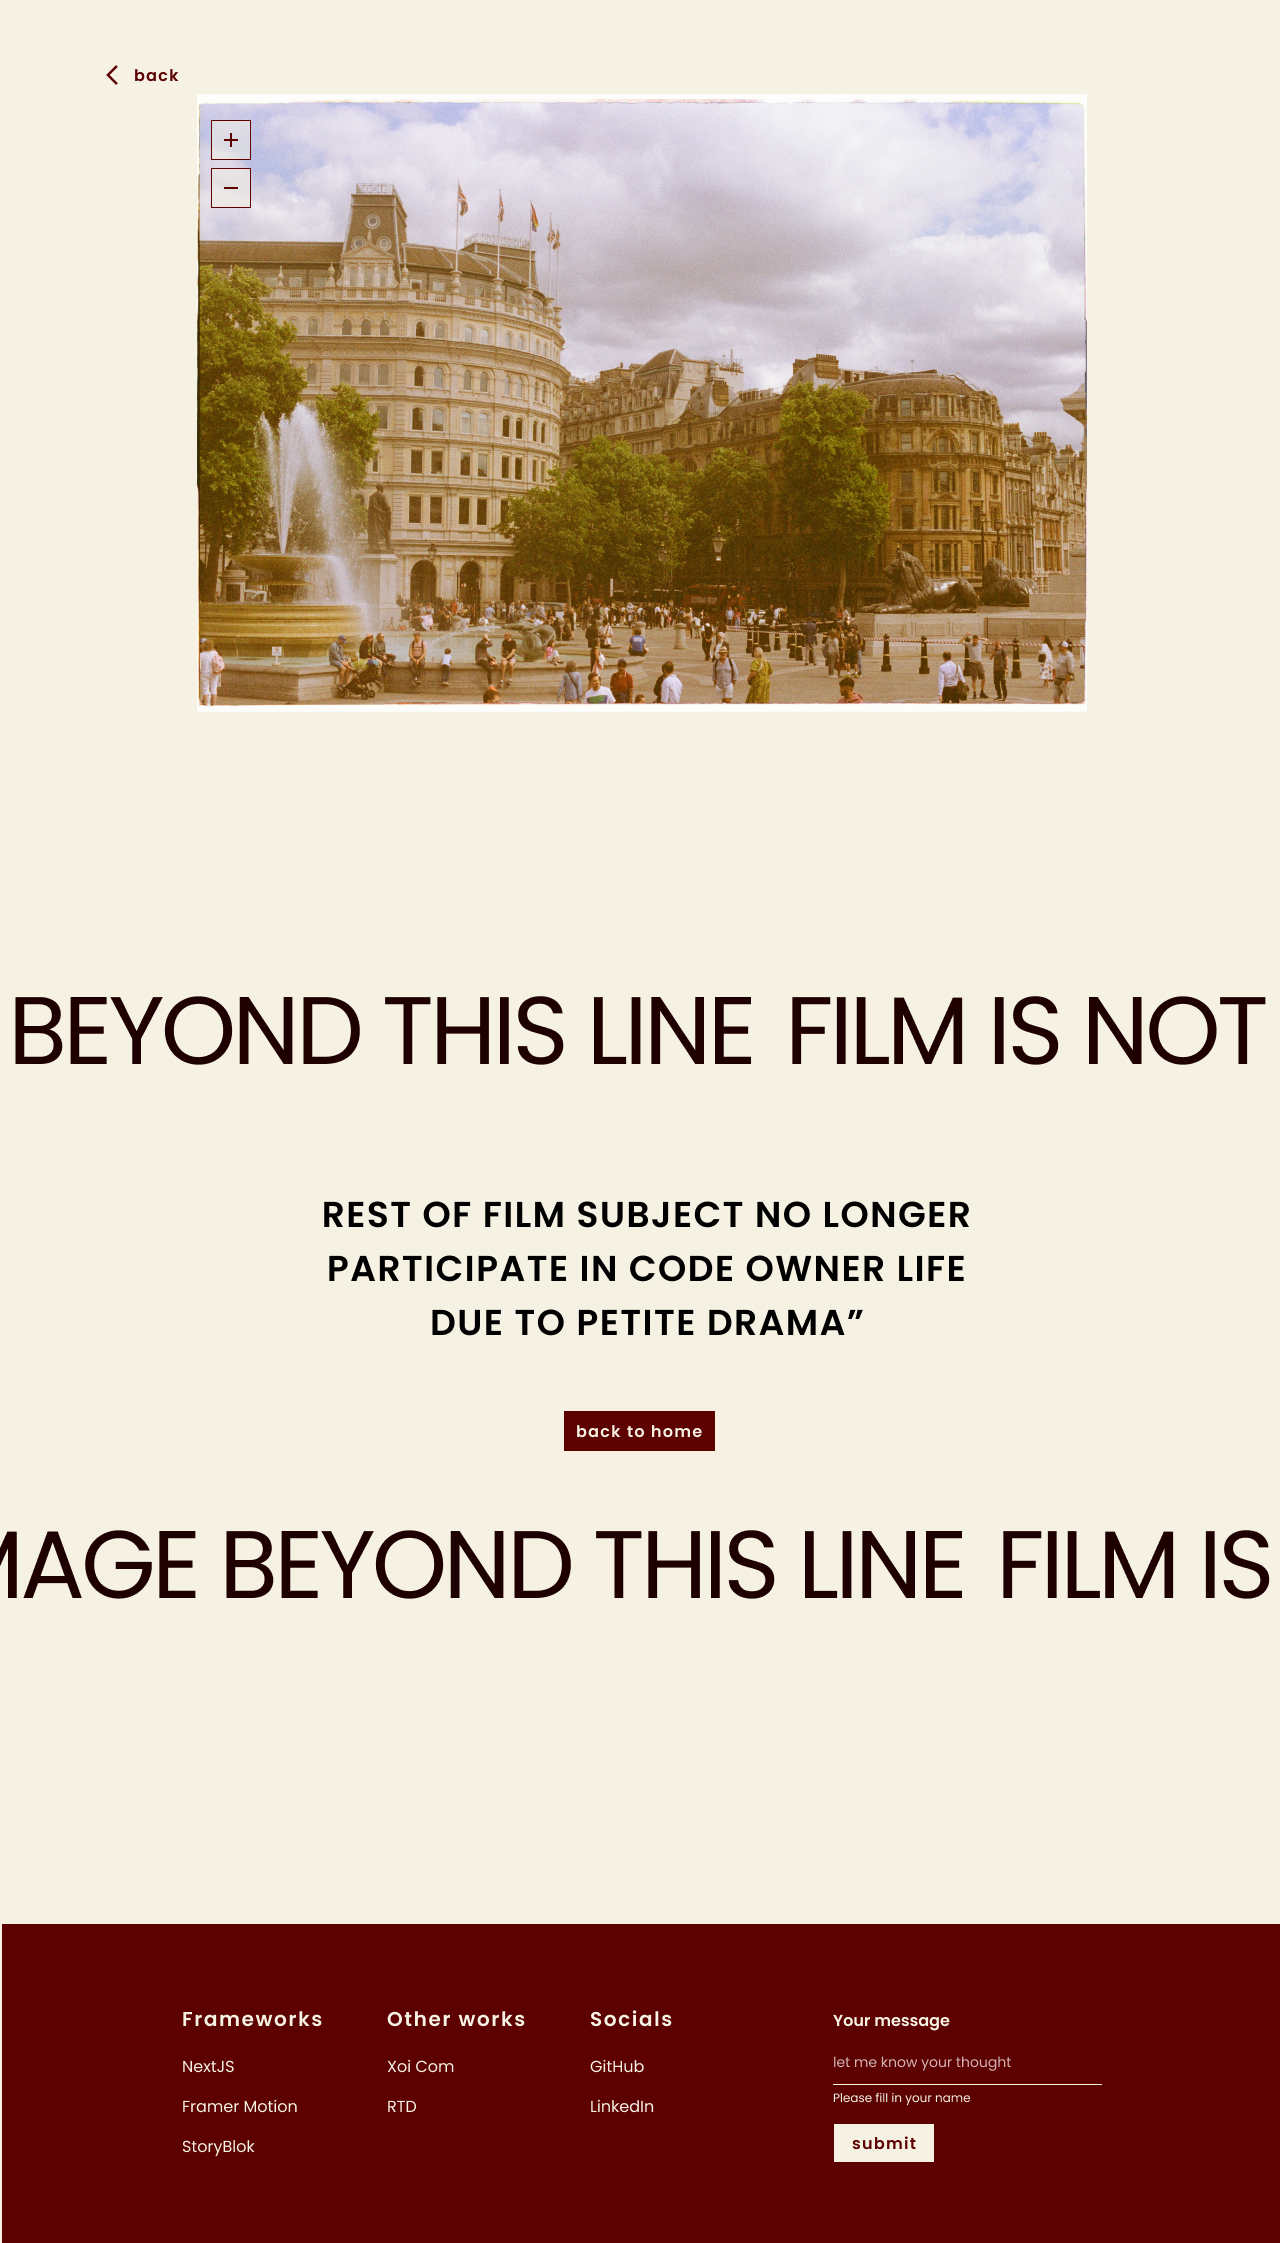 back
BEYOND THIS LINE FILM IS NOT
REST OF FILM SUBJECT NO LONGER
PARTICIPATE IN CODE OWNER LIFE
DUE TO PETITE DRAMA”
back to home
MAGE BEYOND THIS LINE FILM IS
Frameworks
NextJS
Framer Motion
StoryBlok
Other works
Xoi Com
RTD
Socials
GitHub
LinkedIn
Your message
let me know your thought
Please fill in your name
submit